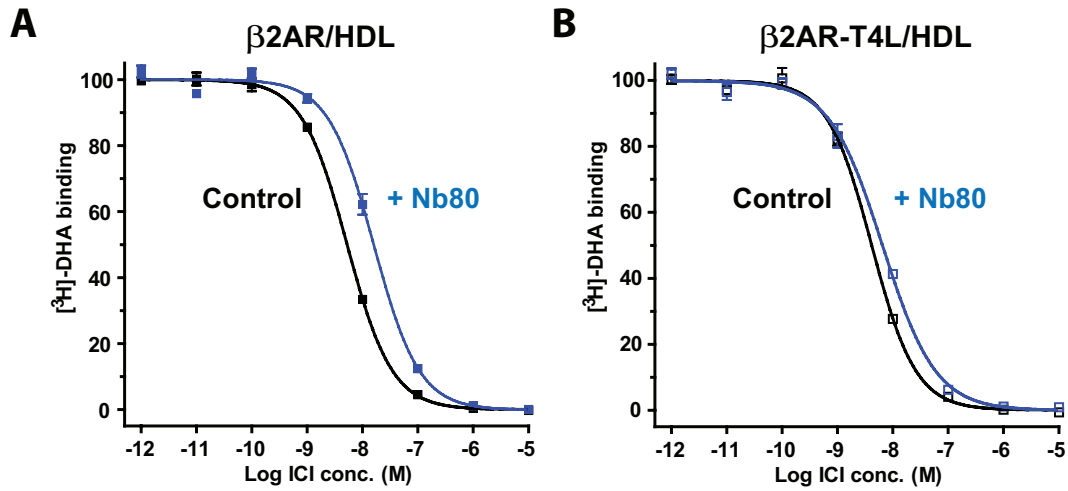 A
β2AR/HDL
100
80
60
40
20
0
[³H]-DHA binding
Control
+ Nb80
-12 -11 -10 -9 -8 -7 -6 -5
Log ICI conc. (M)
B
β2AR-T4L/HDL
100
80
60
40
20
0
[³H]-DHA binding
Control
+ Nb80
-12 -11 -10 -9 -8 -7 -6 -5
Log ICI conc. (M)